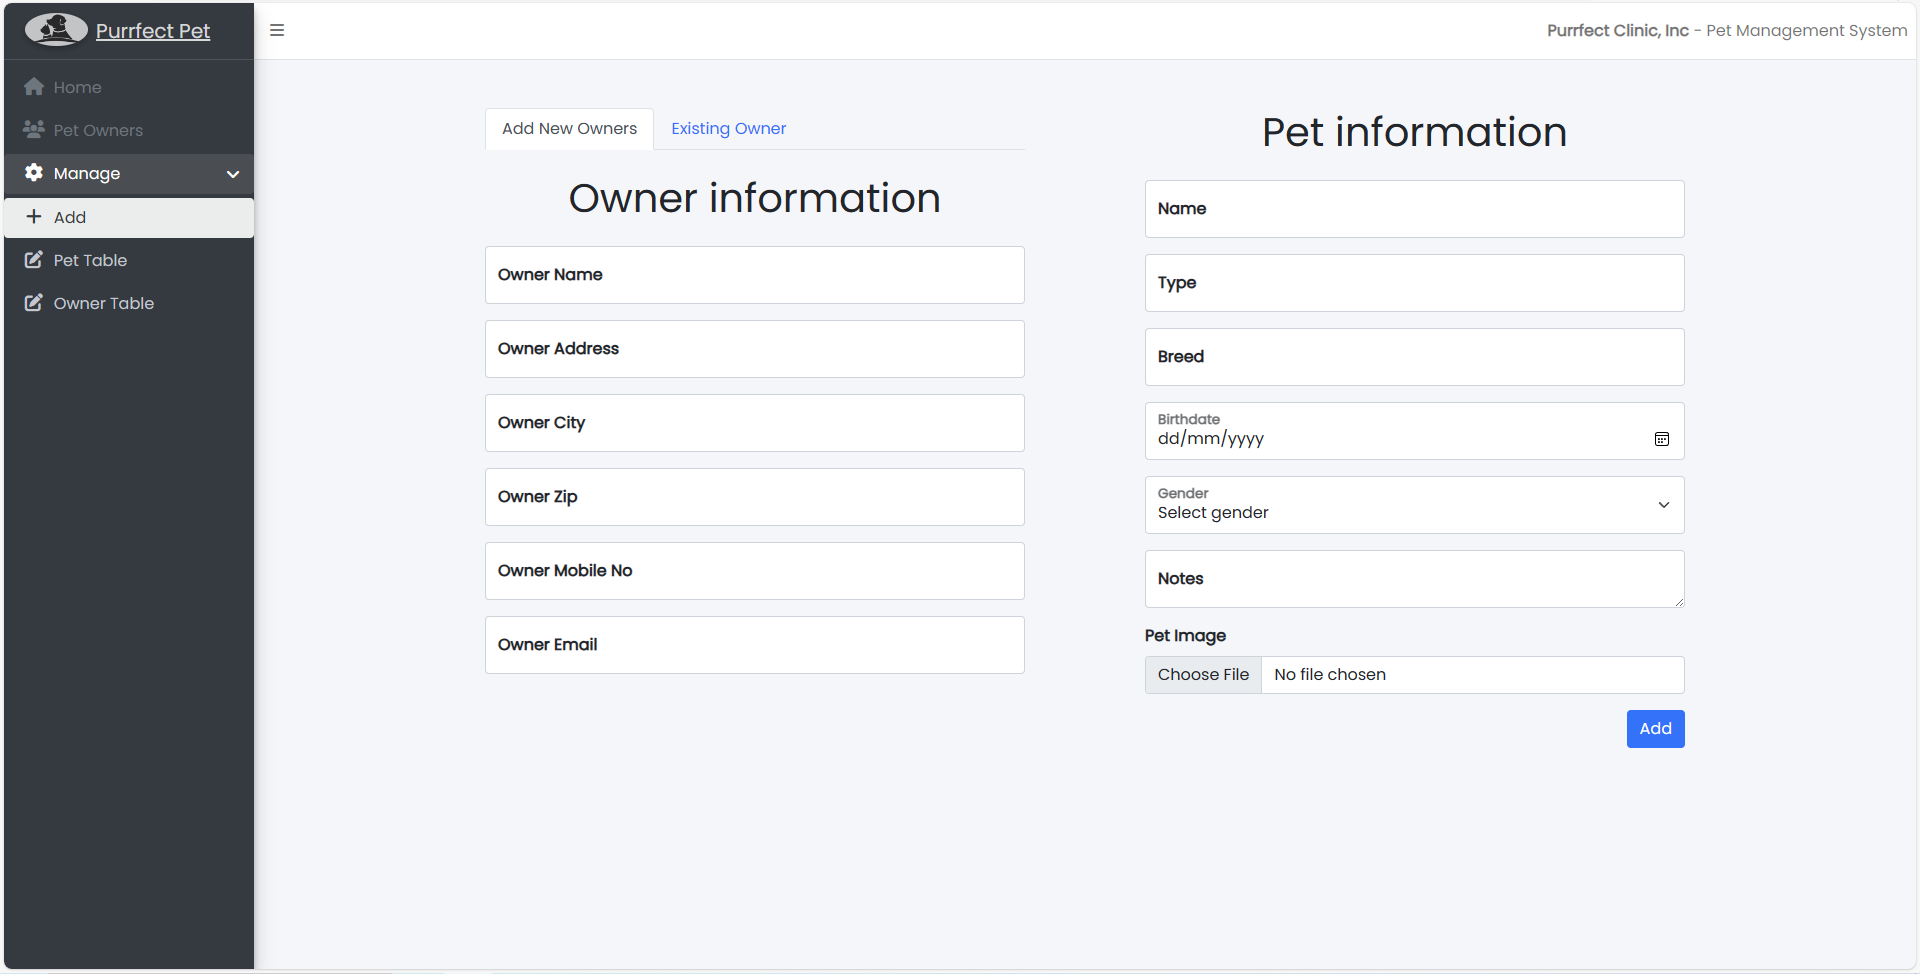 Purrfect Pet
Purrfect Clinic, Inc - Pet Management System
Home
Pet Owners
Manage
Add
Pet Table
Owner Table
Add New Owners
Existing Owner
Owner information
Owner Name
Owner Address
Owner City
Owner Zip
Owner Mobile No
Owner Email
Pet information
Name
Type
Breed
Birthdate
dd/mm/yyyy
Gender
Select gender
Notes
Pet Image
Choose File No file chosen
Add